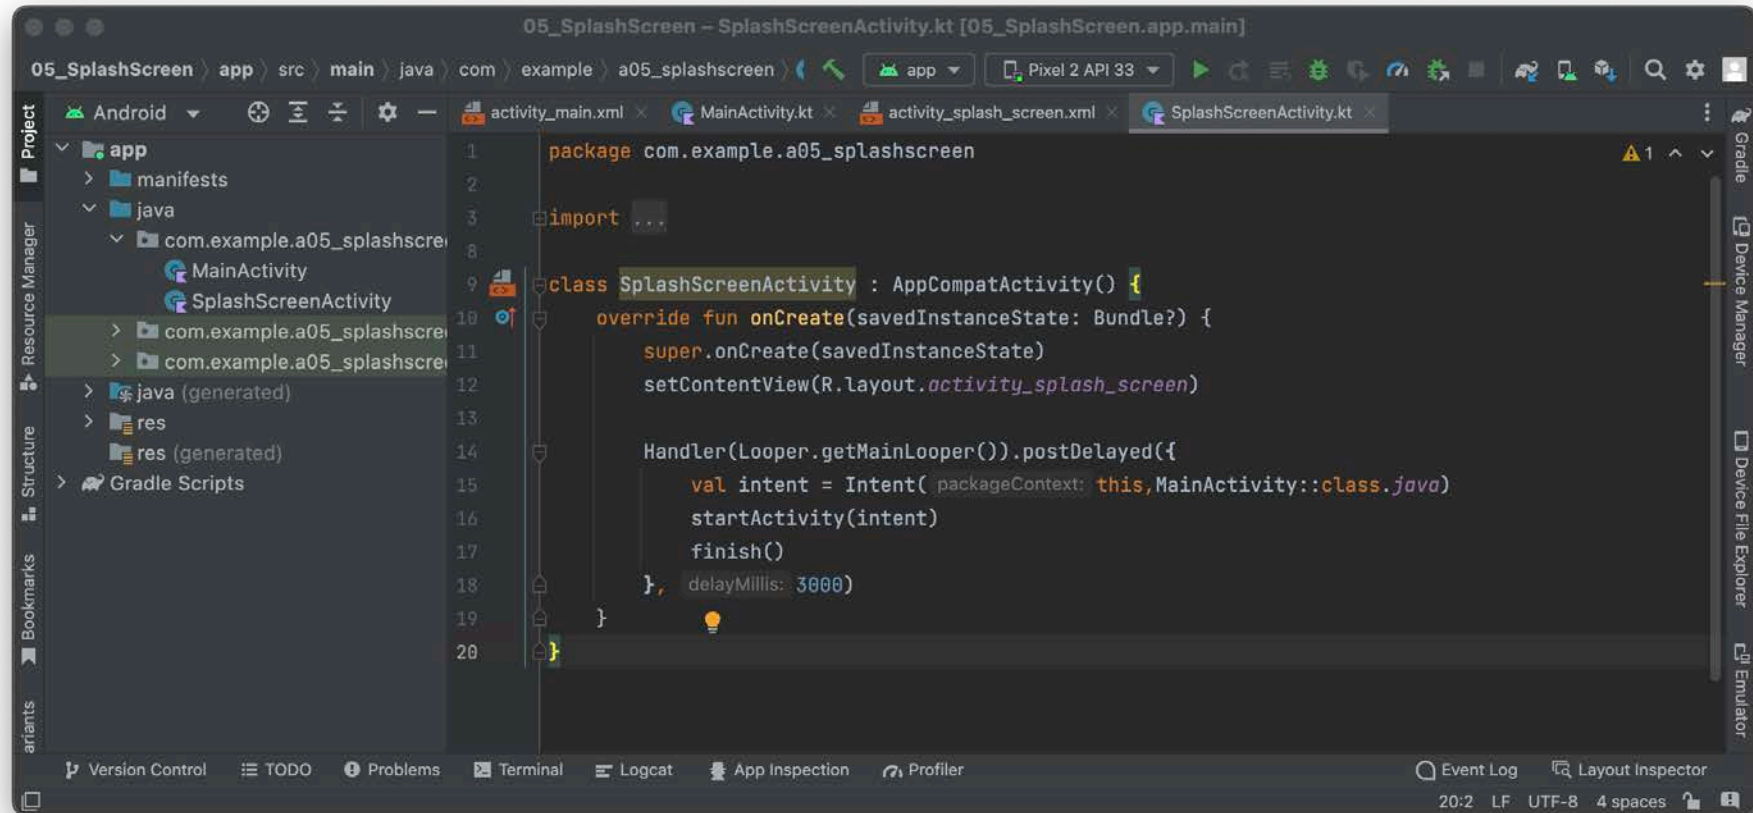 05_SplashScreen – SplashScreenActivity.kt [05_SplashScreen.app.main]
05_SplashScreen app src main java com example a05_splashscreen app Pixel 2 API 33
Project
Resource Manager
Structure
Bookmarks
ariants
Android
app
manifests
java
com.example.a05_splashscre
MainActivity
SplashScreenActivity
com.example.a05_splashscre
com.example.a05_splashscre
java (generated)
res
res (generated)
Gradle Scripts
activity_main.xml MainActivity.kt activity_splash_screen.xml SplashScreenActivity.kt
1 package com.example.a05_splashscreen 1
2
3 import ...
8
9 class SplashScreenActivity : AppCompatActivity() {
10 override fun onCreate(savedInstanceState: Bundle?) {
11 super.onCreate(savedInstanceState)
12 setContentView(R.layout.activity_splash_screen)
13
14 Handler(Looper.getMainLooper()).postDelayed({
15 val intent = Intent( packageContext: this,MainActivity::class.java)
16 startActivity(intent)
17 finish()
18 }, delayMillis: 3000)
19 }
20 }
Gradle
Device Manager
Device File Explorer
Emulator
Version Control TODO Problems Terminal Logcat App Inspection Profiler Event Log Layout Inspector
20:2 LF UTF-8 4 spaces